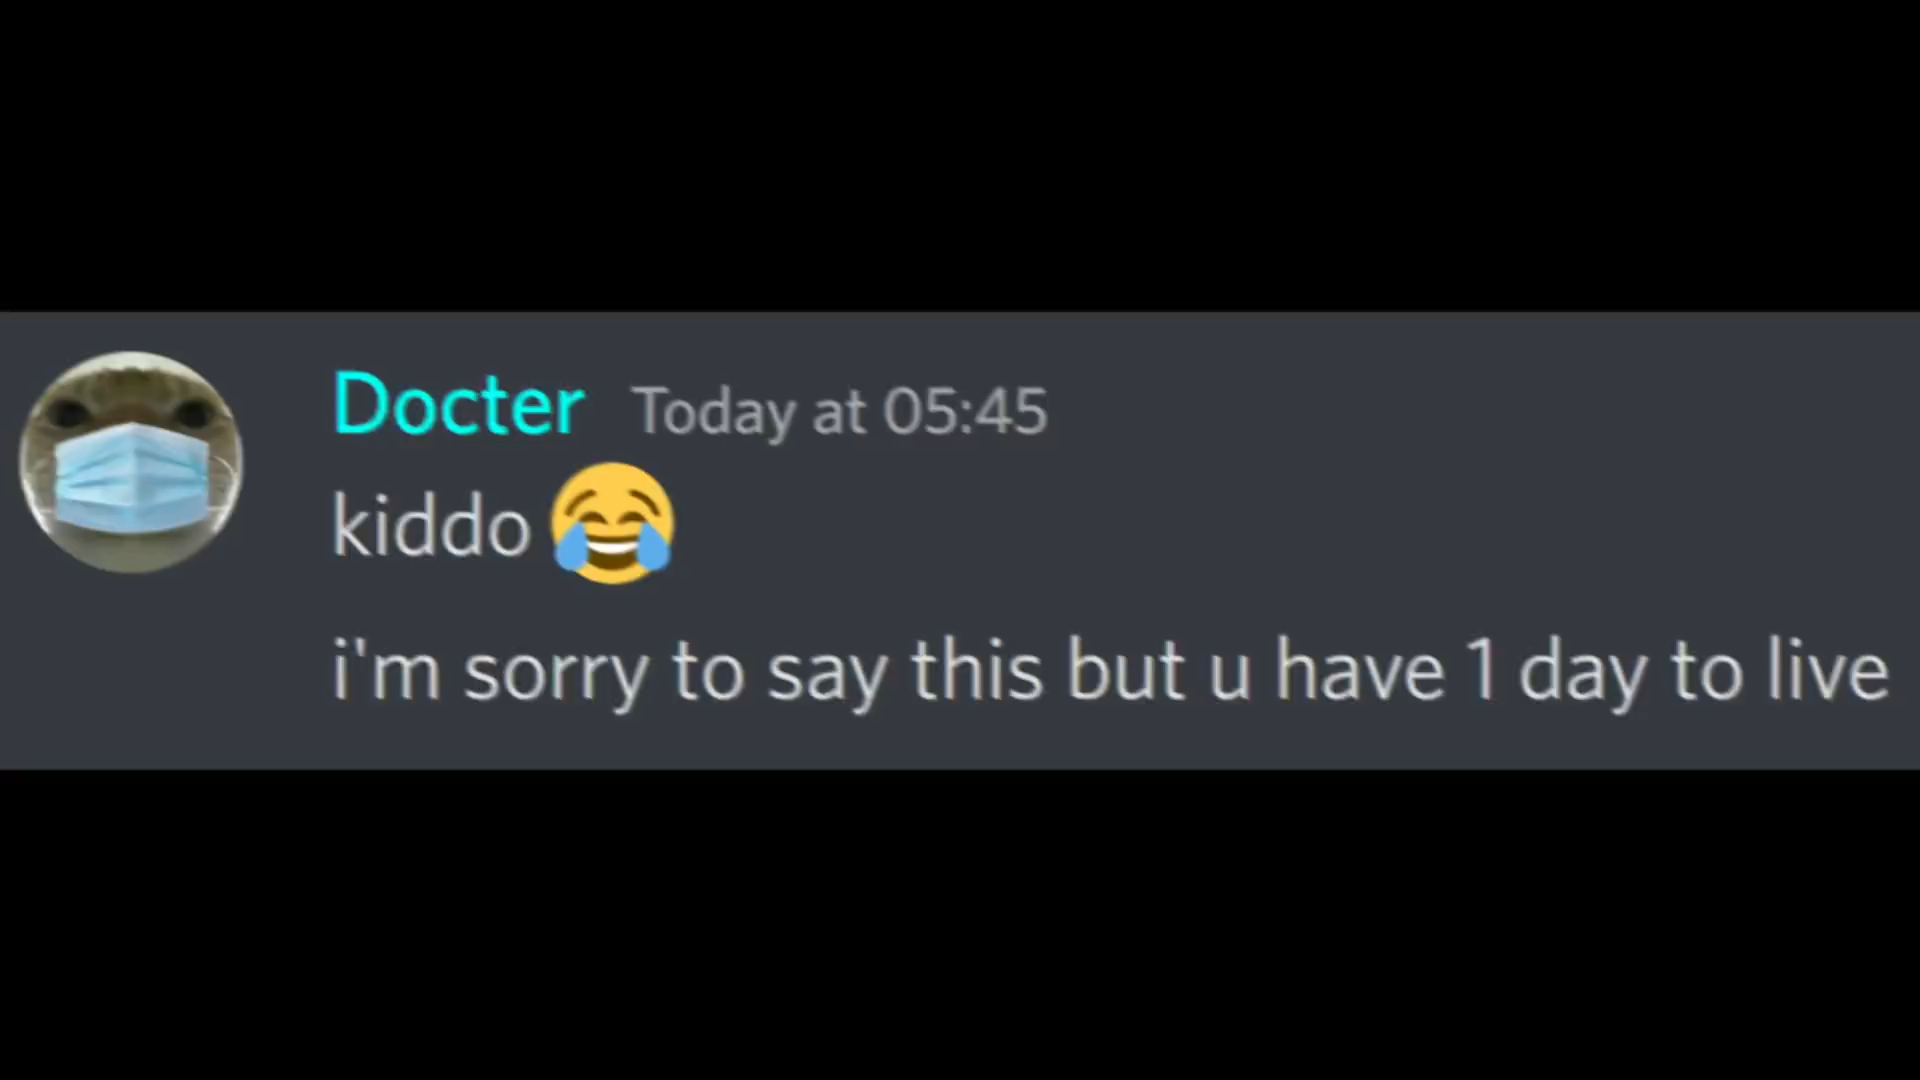 Docter Today at 05:45
kiddo 😂
i'm sorry to say this but u have 1 day to live